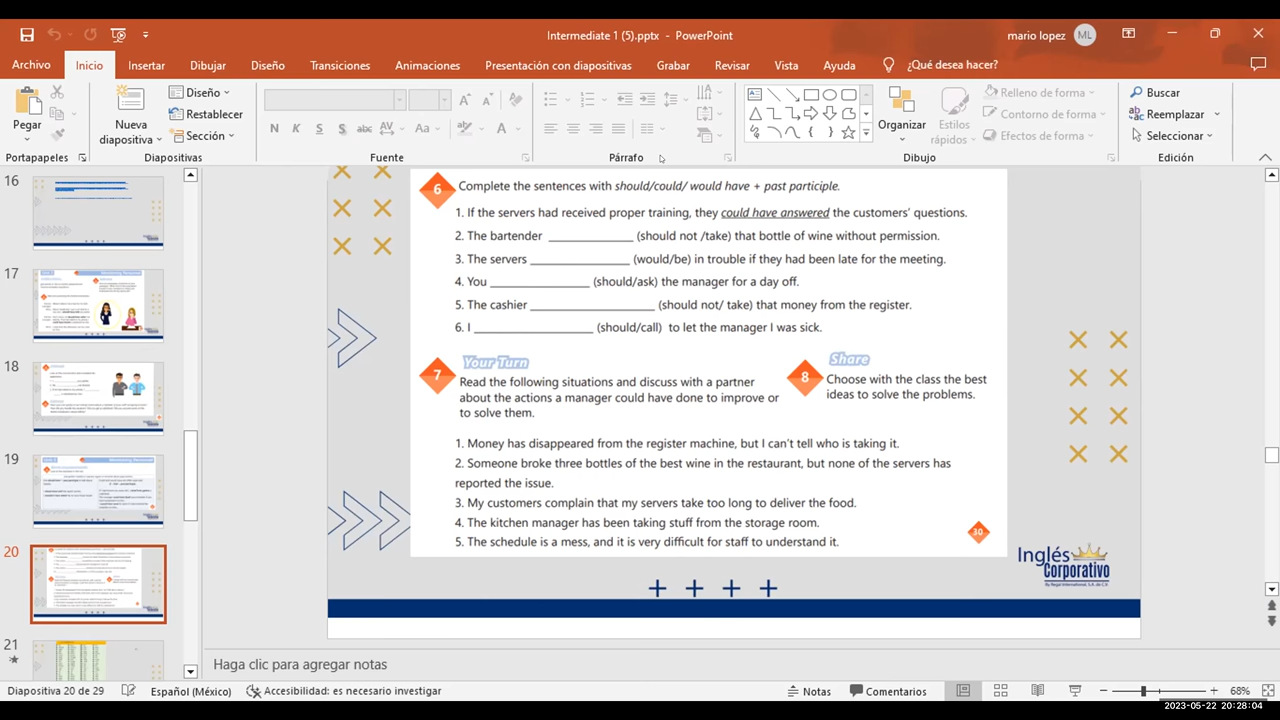 Intermediate 1 (5).pptx - PowerPoint
mario lopez
ML
Archivo
Inicio
Insertar
Dibujar
Diseño
Transiciones
Animaciones
Presentación con diapositivas
Grabar
Revisar
Vista
Ayuda
¿Qué desea hacer?
Pegar
Nueva
diapositiva
Diseño
Restablecer
Sección
N K S S abc AV Aa A
Organizar
Estilos
rápidos
Relleno de forma
Contorno de forma
Efectos de forma
Buscar
Reemplazar
Seleccionar
Portapapeles
Diapositivas
Fuente
Párrafo
Dibujo
Edición
16
17
18
19
20
21
6
Complete the sentences with should/could/ would have + past participle.
1. If the servers had received proper training, they could have answered the customers' questions.
2. The bartender ____________ (should not /take) that bottle of wine without permission.
3. The servers ______________ (would/be) in trouble if they had been late for the meeting.
4. You ______________ (should/ask) the manager for a day off.
5. The cashier __________________ (should not/ take) that money from the register.
6. I _________________ (should/call) to let the manager I was sick.
7
Your Turn
Read the following situations and discuss with a partner
about the actions a manager could have done to improve or
to solve them.
8
Share
Choose with the class the best
ideas to solve the problems.
1. Money has disappeared from the register machine, but I can't tell who is taking it.
2. Someone broke three bottles of the best wine in the restaurant, but none of the servers has
reported the issue.
3. My customers complain that my servers take too long to deliver the food.
4. The kitchen manager has been taking stuff from the storage room.
5. The schedule is a mess, and it is very difficult for staff to understand it.
30
Inglés
Corporativo
By Regal International, S.A. de C.V.
Haga clic para agregar notas
Diapositiva 20 de 29
Español (México)
Accesibilidad: es necesario investigar
Notas
Comentarios
68%
2023-05-22 20:28:04